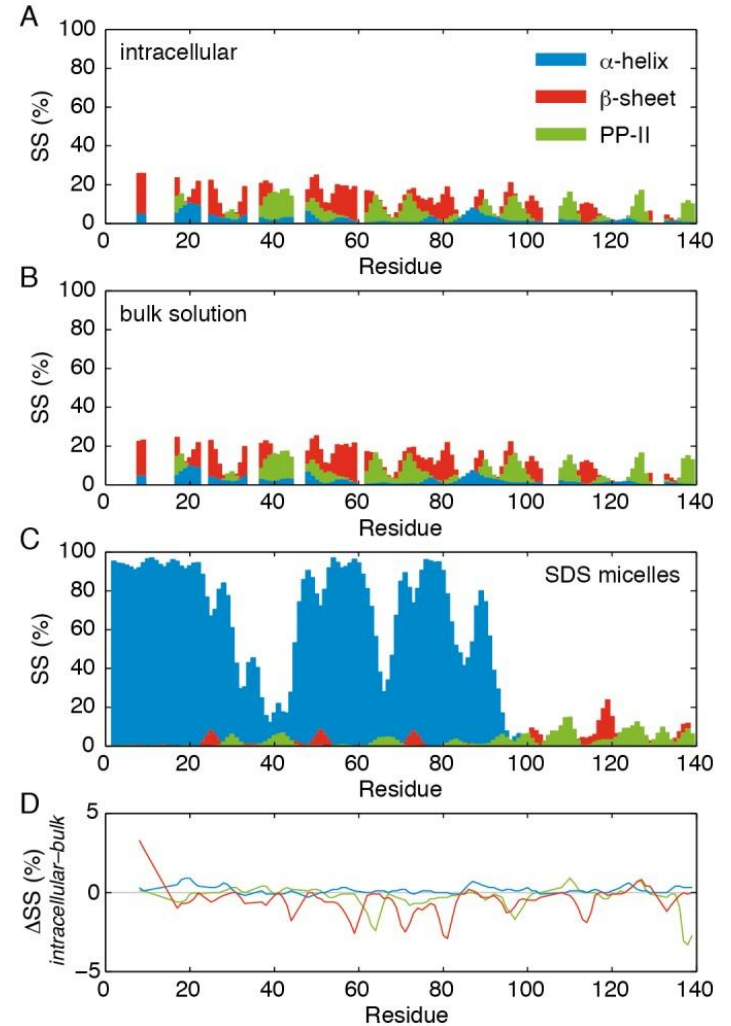 A
100
80
60
40
20
0
SS (%)
intracellular
α-helix
β-sheet
PP-II
0 20 40 60 80 100 120 140
Residue
B
100
80
60
40
20
0
SS (%)
bulk solution
0 20 40 60 80 100 120 140
Residue
C
100
80
60
40
20
0
SS (%)
SDS micelles
0 20 40 60 80 100 120 140
Residue
D
5
0
−5
ΔSS (%)
intracellular–bulk
0 20 40 60 80 100 120 140
Residue